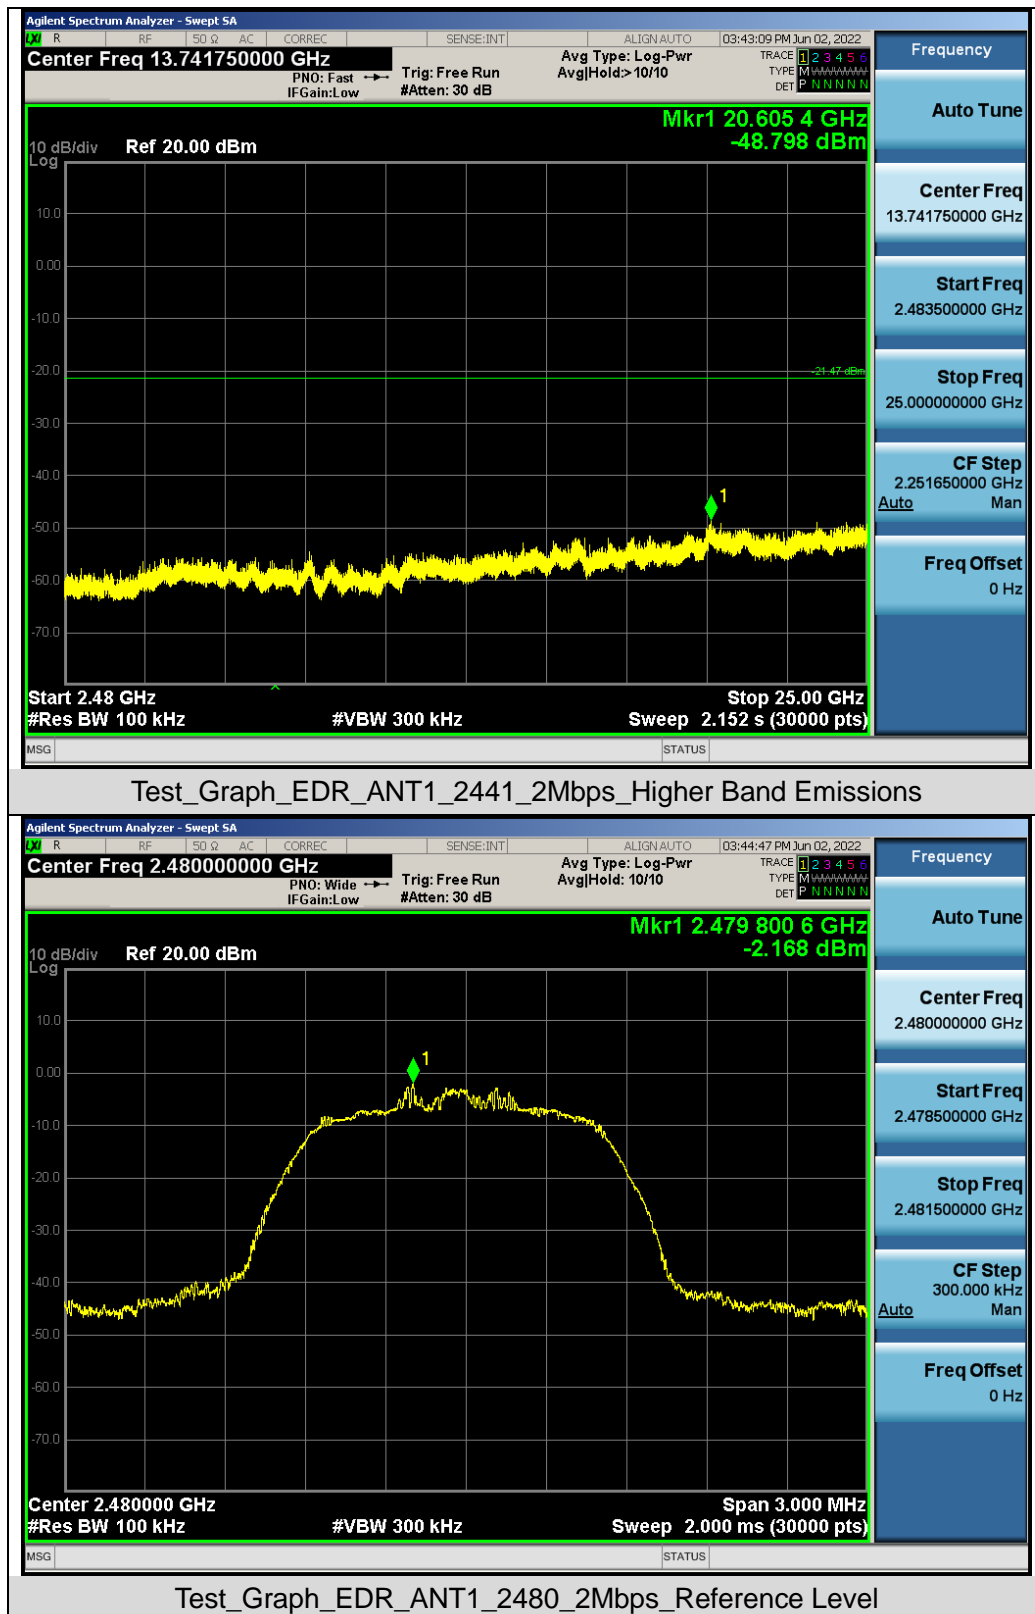 Agilent Spectrum Analyzer - Swept SA
LXI R RF 50 Ω AC CORREC SENSE:INT ALIGN AUTO 03:43:09 PM Jun 02, 2022
Center Freq 13.741750000 GHz
PNO: Fast
IFGain:Low
Trig: Free Run
#Atten: 30 dB
Avg Type: Log-Pwr
Avg|Hold:>10/10
TRACE 1 2 3 4 5 6
TYPE M WWWWW
DET P N N N N N
Frequency
Auto Tune
Mkr1 20.605 4 GHz
-48.798 dBm
10 dB/div Ref 20.00 dBm
Log
10.0
0.00
-10.0
-20.0
-21.47 dBm
-30.0
-40.0
1
-50.0
-60.0
-70.0
Center Freq
13.741750000 GHz
Start Freq
2.483500000 GHz
Stop Freq
25.000000000 GHz
CF Step
2.251650000 GHz
Auto Man
Freq Offset
0 Hz
Start 2.48 GHz Stop 25.00 GHz
#Res BW 100 kHz #VBW 300 kHz Sweep 2.152 s (30000 pts)
MSG STATUS
Test_Graph_EDR_ANT1_2441_2Mbps_Higher Band Emissions
Agilent Spectrum Analyzer - Swept SA
LXI R RF 50 Ω AC CORREC SENSE:INT ALIGN AUTO 03:44:47 PM Jun 02, 2022
Center Freq 2.480000000 GHz
PNO: Wide
IFGain:Low
Trig: Free Run
#Atten: 30 dB
Avg Type: Log-Pwr
Avg|Hold: 10/10
TRACE 1 2 3 4 5 6
TYPE M WWWWW
DET P N N N N N
Frequency
Auto Tune
Mkr1 2.479 800 6 GHz
-2.168 dBm
10 dB/div Ref 20.00 dBm
Log
10.0
1
0.00
-10.0
-20.0
-30.0
-40.0
-50.0
-60.0
-70.0
Center Freq
2.480000000 GHz
Start Freq
2.478500000 GHz
Stop Freq
2.481500000 GHz
CF Step
300.000 kHz
Auto Man
Freq Offset
0 Hz
Center 2.480000 GHz Span 3.000 MHz
#Res BW 100 kHz #VBW 300 kHz Sweep 2.000 ms (30000 pts)
MSG STATUS
Test_Graph_EDR_ANT1_2480_2Mbps_Reference Level